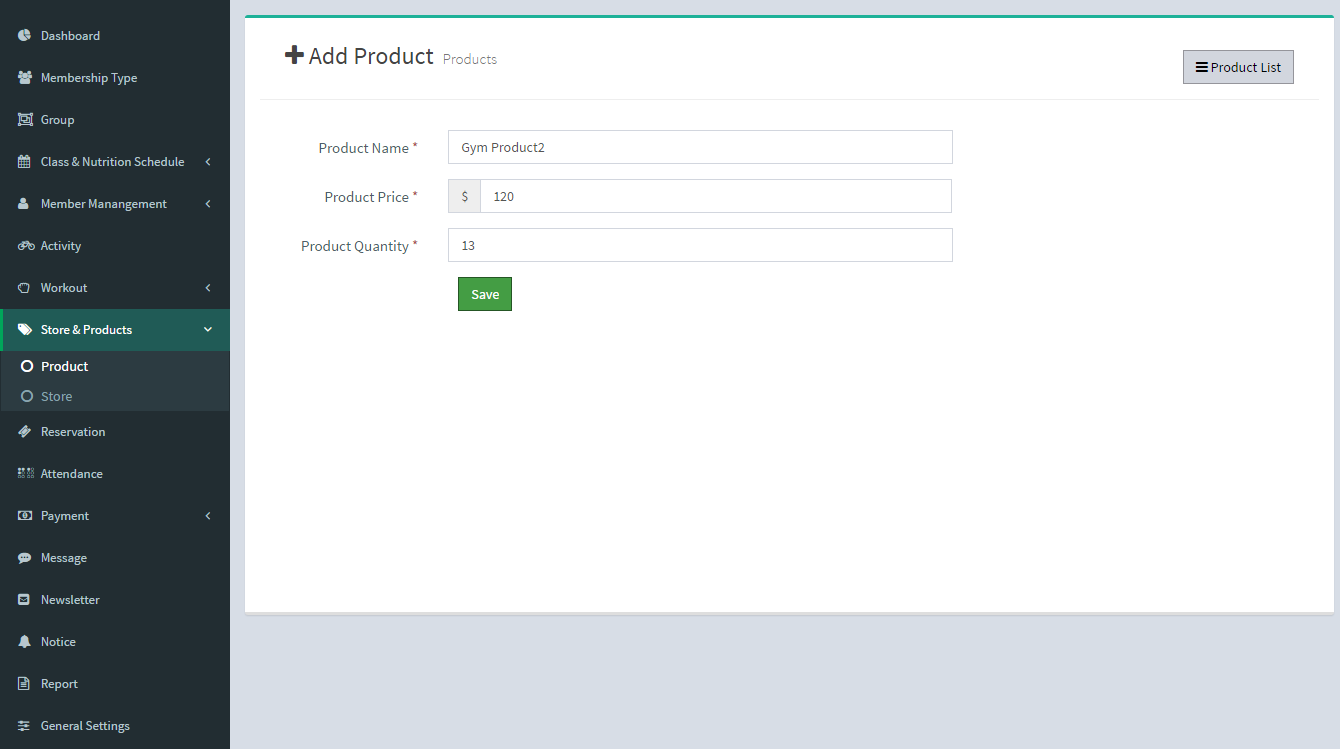 Dashboard
Membership Type
Group
Class & Nutrition Schedule
Member Manangement
Activity
Workout
Store & Products
Product
Store
Reservation
Attendance
Payment
Message
Newsletter
Notice
Report
General Settings
Add Product Products
Product List
Product Name * Gym Product2
Product Price * $ 120
Product Quantity * 13
Save